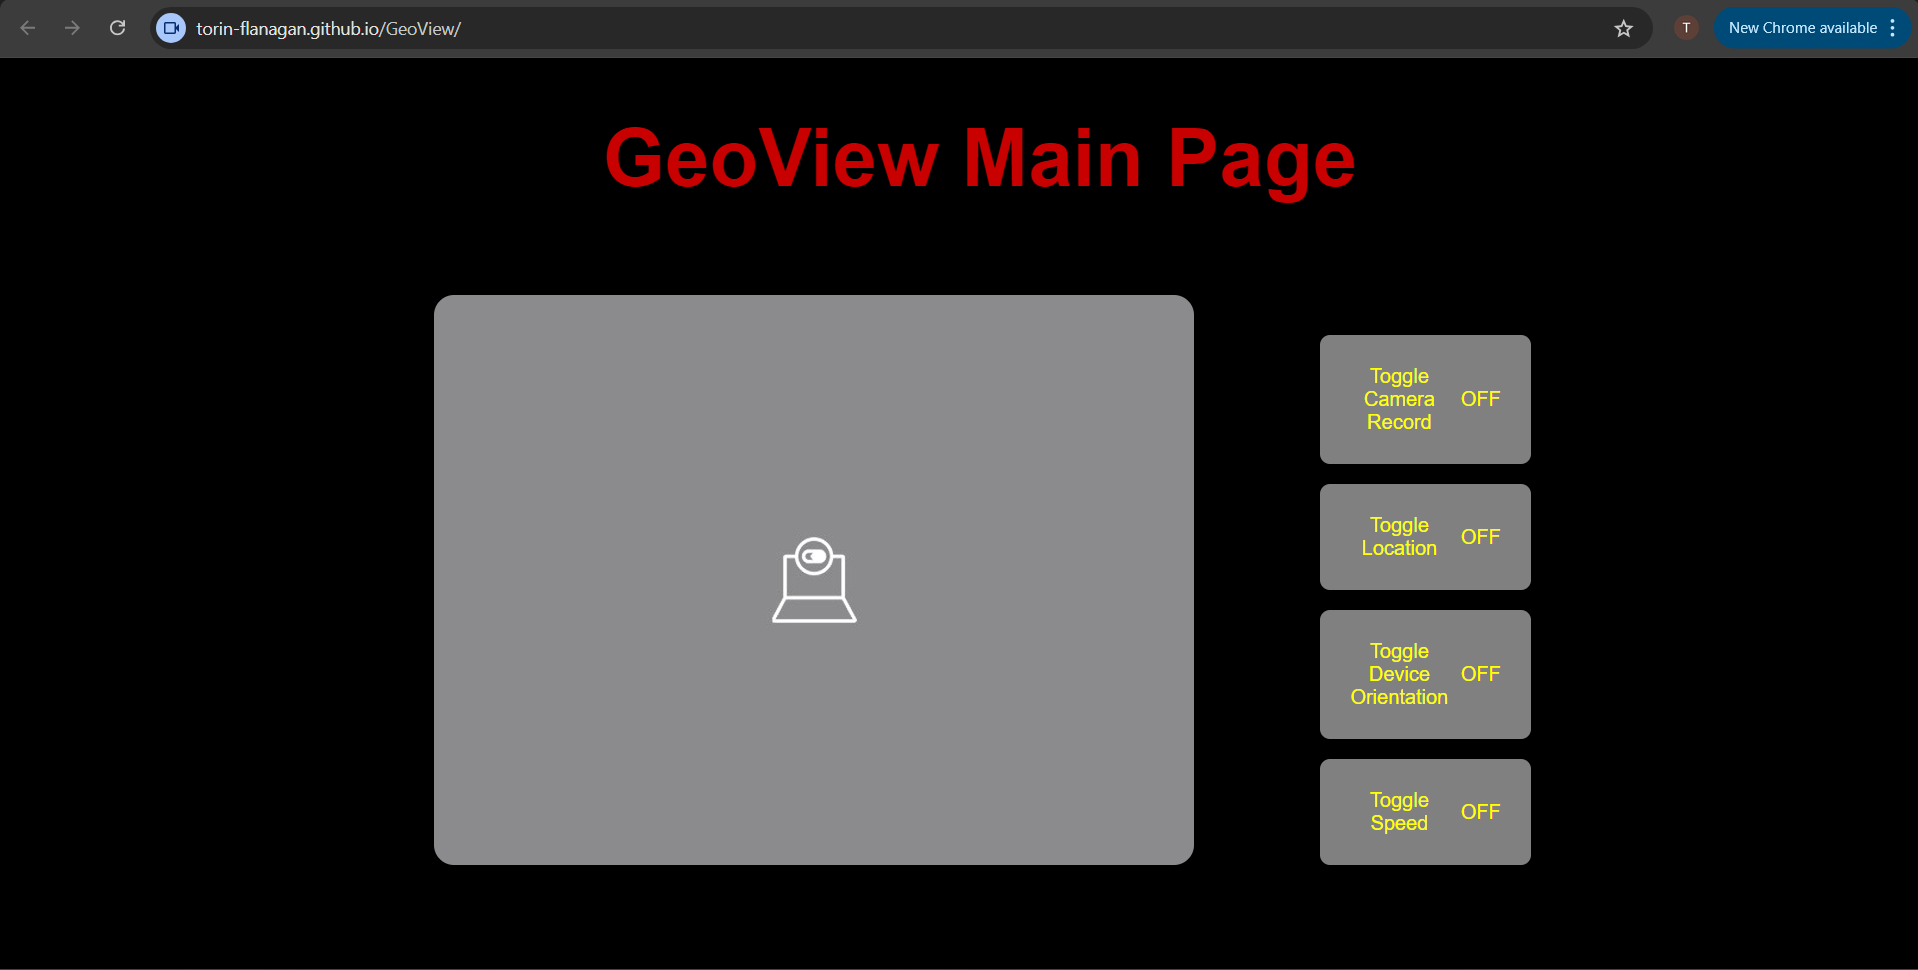 torin-flanagan.github.io/GeoView/
T
New Chrome available
GeoView Main Page
Toggle
Camera
Record
OFF
Toggle
Location
OFF
Toggle
Device
Orientation
OFF
Toggle
Speed
OFF